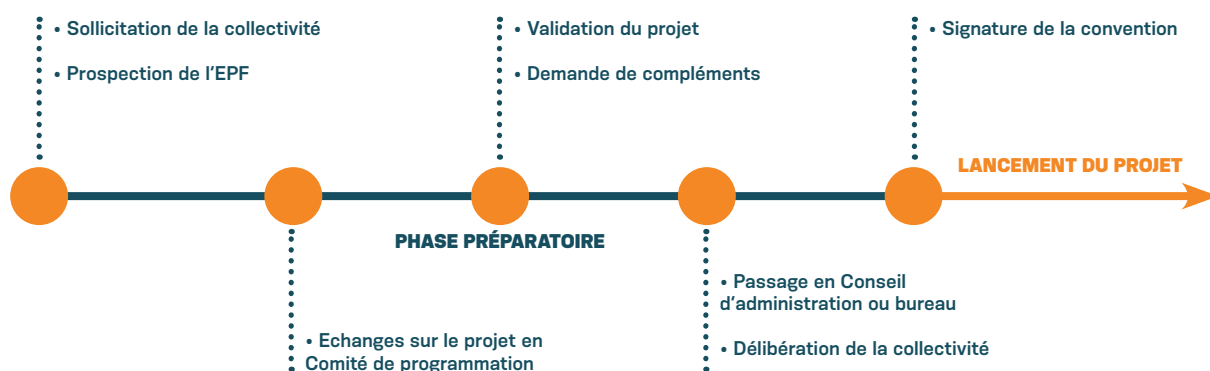 • Sollicitation de la collectivité
• Prospection de l'EPF
• Validation du projet
• Demande de compléments
• Signature de la convention
LANCEMENT DU PROJET
PHASE PRÉPARATOIRE
• Echanges sur le projet en
Comité de programmation
• Passage en Conseil
d'administration ou bureau
• Délibération de la collectivité